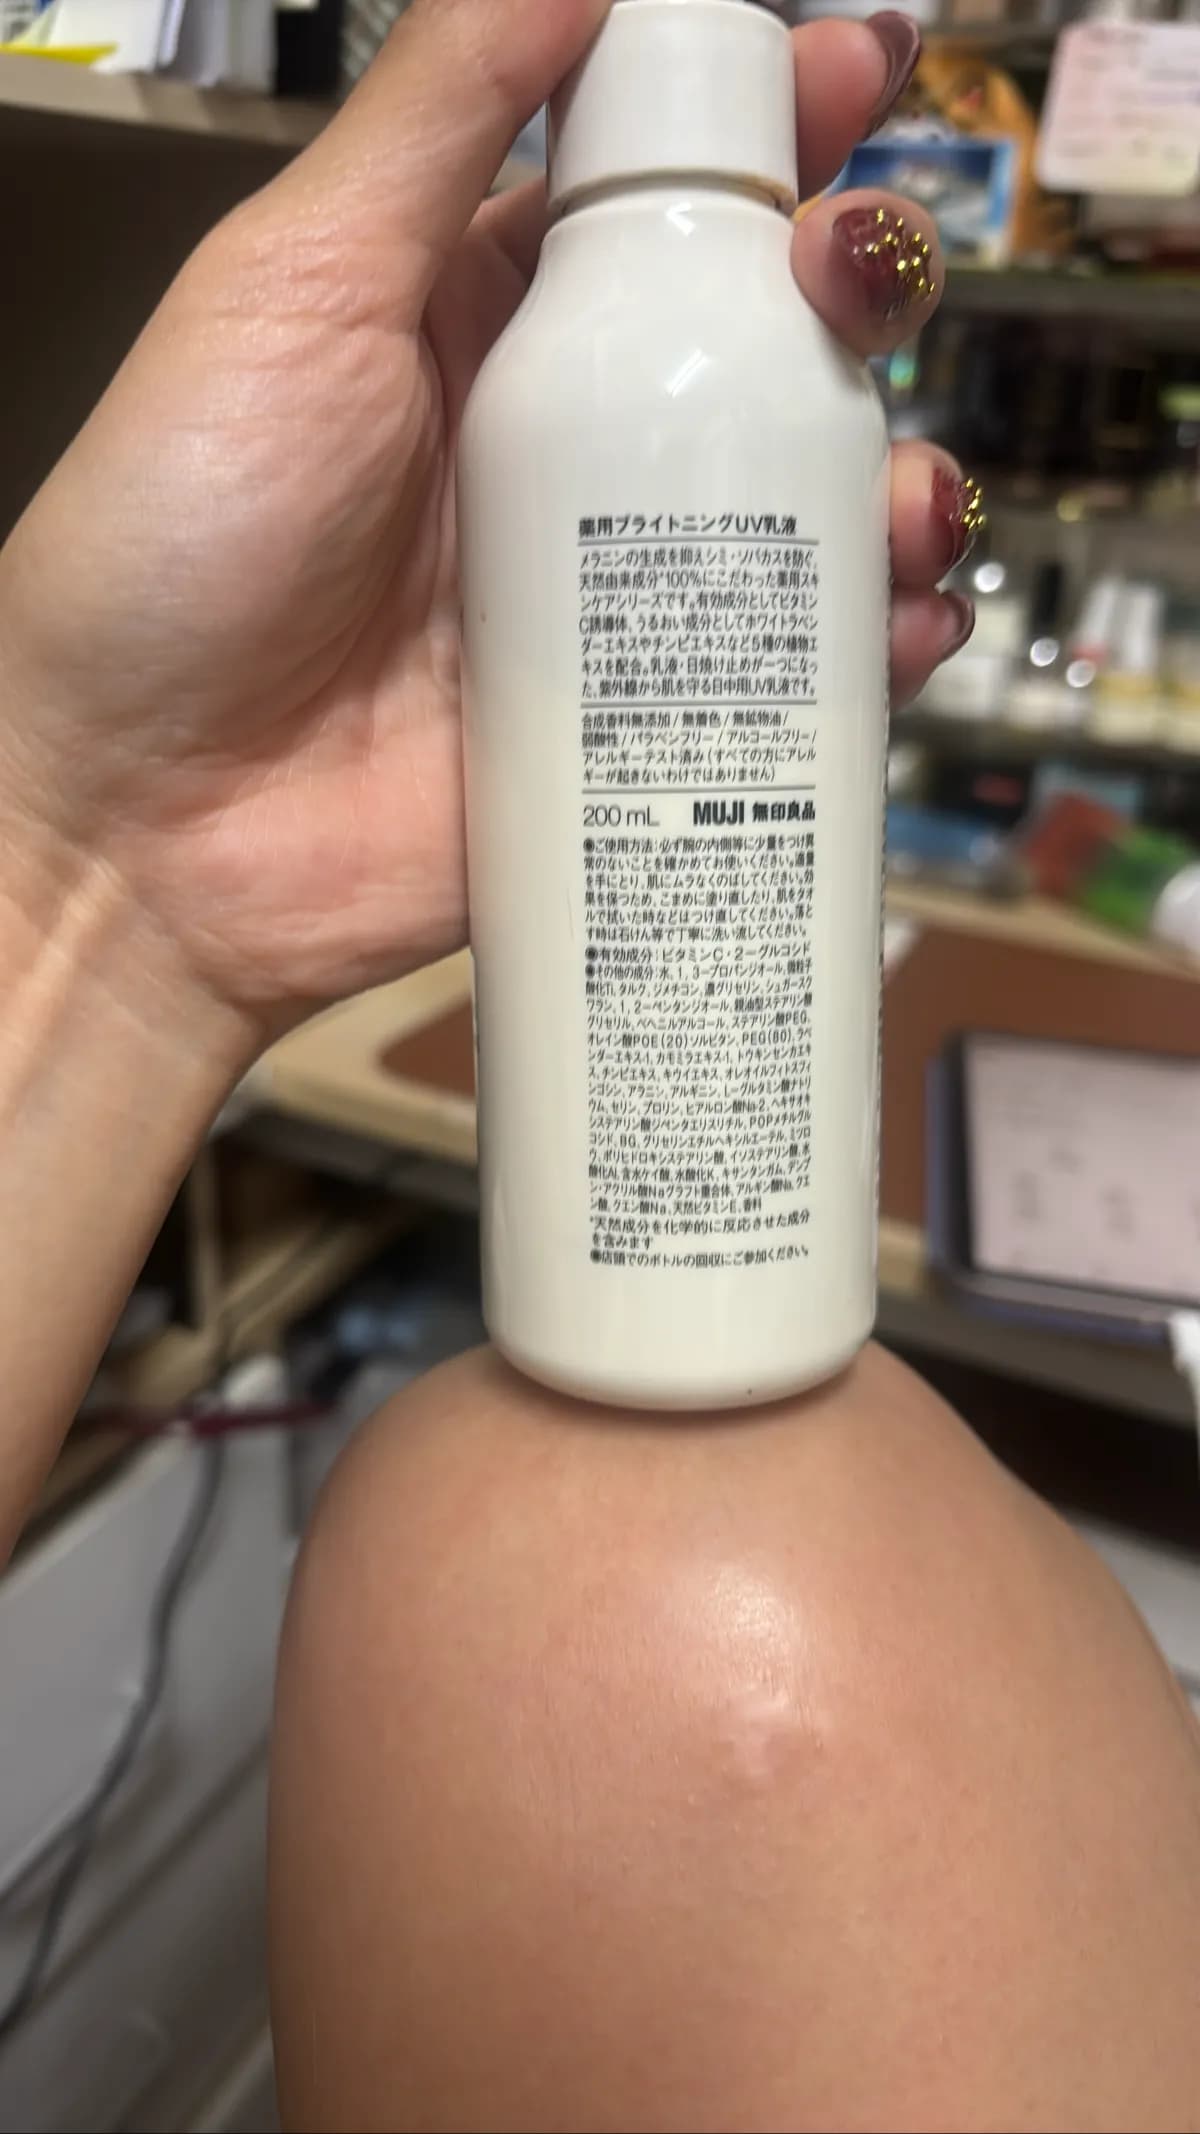 薬用ブライトニングUV乳液
メラニンの生成を抑えシミ・ソバカスを防ぐ、
天然由来成分*100%にこだわった薬用スキ
ンケアシリーズです。有効成分としてビタミン
C誘導体、うるおい成分としてホワイトラベン
ダーエキスやチンピエキスなど5種の植物エ
キスを配合。乳液・日焼け止めが一つになっ
た、紫外線から肌を守る日中用UV乳液です。
合成香料無添加/無着色/無鉱物油/
弱酸性/パラベンフリー/アルコールフリー/
アレルギーテスト済み(すべての方にアレル
ギーが起きないわけではありません)
200mL MUJI 無印良品
●ご使用方法:必ず腕の内側等に少量をつけ異
常のないことを確かめてお使いください。適量
を手にとり、肌にムラなくのばしてください。効
果を保つため、こまめに塗り直したり、肌をタオ
ルで拭いた時などはつけ直してください。落と
す時は石けん等で丁寧に洗い流してください。
●有効成分:ビタミンC・2-グルコシド
●その他の成分:水、1,3-プロパンジオール、微粒子
酸化Ti、タルク、ジメチコン、濃グリセリン、シュガースク
ワラン、1,2-ペンタンジオール、親油型ステアリン酸
グリセリル、ベヘニルアルコール、ステアリン酸PEG、
オレイン酸POE(20)ソルビタン、PEG(80)、ラベ
ンダーエキス-1、カモミラエキス-1、トウキンセンカエキ
ス、チンピエキス、キウイエキス、オレオイルフィトスフィ
ンゴシン、アラニン、アルギニン、L-グルタミン酸ナトリ
ウム、セリン、プロリン、ヒアルロン酸Na-2、ヘキサオキ
システアリン酸ジペンタエリスリチル、POPメチルグル
コシド、BG、グリセリンエチルヘキシルエーテル、ミツロ
ウ、ポリヒドロキシステアリン酸、イソステアリン酸、水
酸化Al、含水ケイ酸、水酸化K、キサンタンガム、デンプ
ン・アクリル酸Naグラフト重合体、アルギン酸Na、クエ
ン酸、クエン酸Na、天然ビタミンE、香料
*天然成分を化学的に反応させた成分
を含みます
●店頭でのボトルの回収にご参加ください。